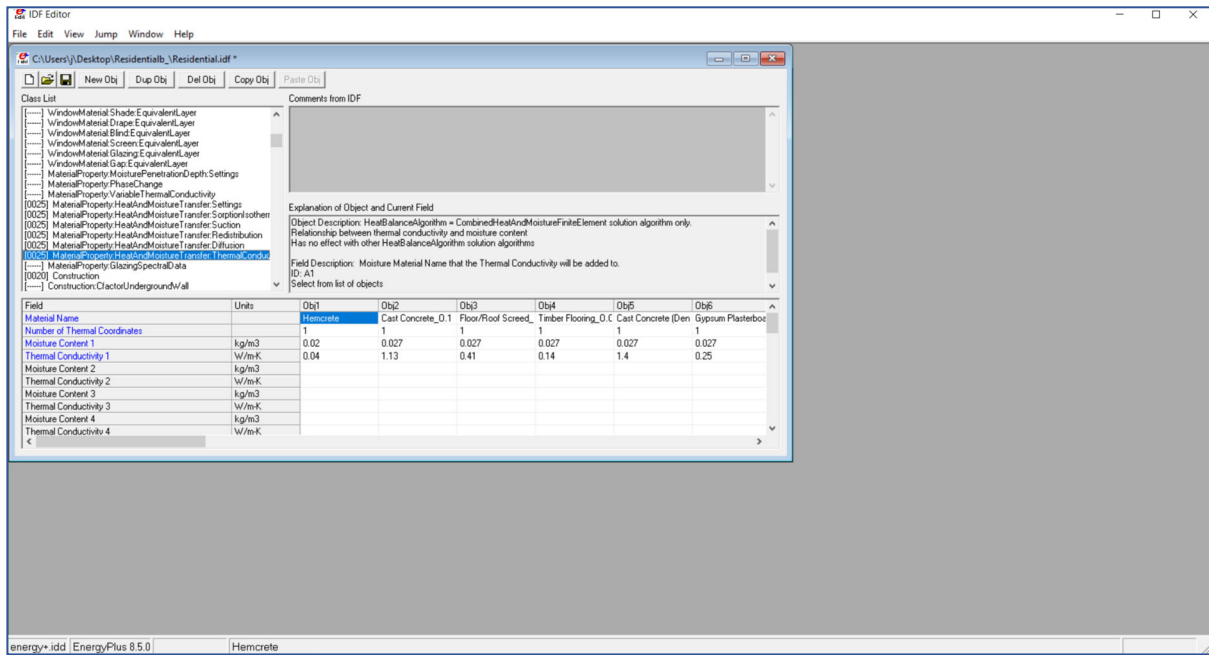 IDF Editor
File Edit View Jump Window Help
C:\Users\j\Desktop\Residentialb_\Residential.idf *
New Obj Dup Obj Del Obj Copy Obj Paste Obj
Class List
Comments from IDF
[------] WindowMaterial:Shade:EquivalentLayer
[------] WindowMaterial:Drape:EquivalentLayer
[------] WindowMaterial:Blind:EquivalentLayer
[------] WindowMaterial:Screen:EquivalentLayer
[------] WindowMaterial:Glazing:EquivalentLayer
[------] WindowMaterial:Gap:EquivalentLayer
[------] MaterialProperty:MoisturePenetrationDepth:Settings
[------] MaterialProperty:PhaseChange
[------] MaterialProperty:VariableThermalConductivity
[0025] MaterialProperty:HeatAndMoistureTransfer:Settings
[0025] MaterialProperty:HeatAndMoistureTransfer:SorptionIsotherm
[0025] MaterialProperty:HeatAndMoistureTransfer:Suction
[0025] MaterialProperty:HeatAndMoistureTransfer:Redistribution
[0025] MaterialProperty:HeatAndMoistureTransfer:Diffusion
[0025] MaterialProperty:HeatAndMoistureTransfer:ThermalConduc
[------] MaterialProperty:GlazingSpectralData
[0020] Construction
[------] Construction:CfactorUndergroundWall
Explanation of Object and Current Field
Object Description: HeatBalanceAlgorithm = CombinedHeatAndMoistureFiniteElement solution algorithm only.
Relationship between thermal conductivity and moisture content
Has no effect with other HeatBalanceAlgorithm solution algorithms
Field Description: Moisture Material Name that the Thermal Conductivity will be added to.
ID: A1
Select from list of objects
Field Units Obj1 Obj2 Obj3 Obj4 Obj5 Obj6
Material Name Hemcrete Cast Concrete_0.1 Floor/Roof Screed_ Timber Flooring_0.0 Cast Concrete (Den Gypsum Plasterboa
Number of Thermal Coordinates 1 1 1 1 1 1
Moisture Content 1 kg/m3 0.02 0.027 0.027 0.027 0.027 0.027
Thermal Conductivity 1 W/m-K 0.04 1.13 0.41 0.14 1.4 0.25
Moisture Content 2 kg/m3
Thermal Conductivity 2 W/m-K
Moisture Content 3 kg/m3
Thermal Conductivity 3 W/m-K
Moisture Content 4 kg/m3
Thermal Conductivity 4 W/m-K
energy+.idd EnergyPlus 8.5.0 Hemcrete